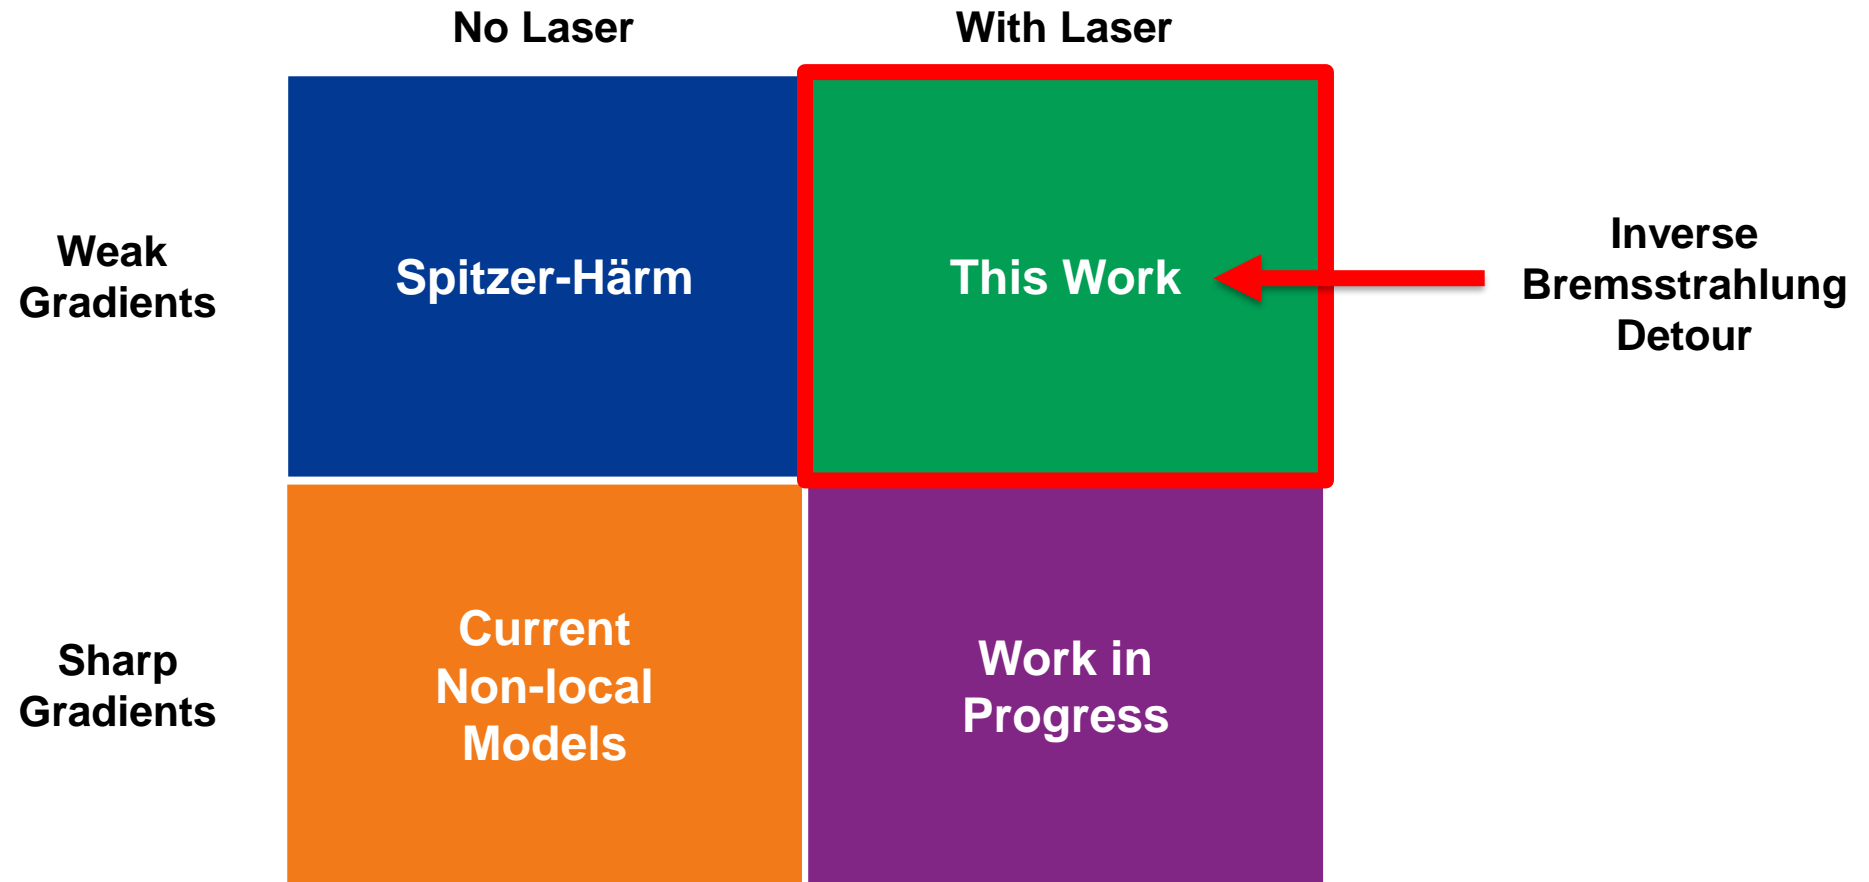 No Laser
With Laser
Weak
Gradients
Spitzer-Härm
This Work
Inverse
Bremsstrahlung
Detour
Sharp
Gradients
Current
Non-local
Models
Work in
Progress